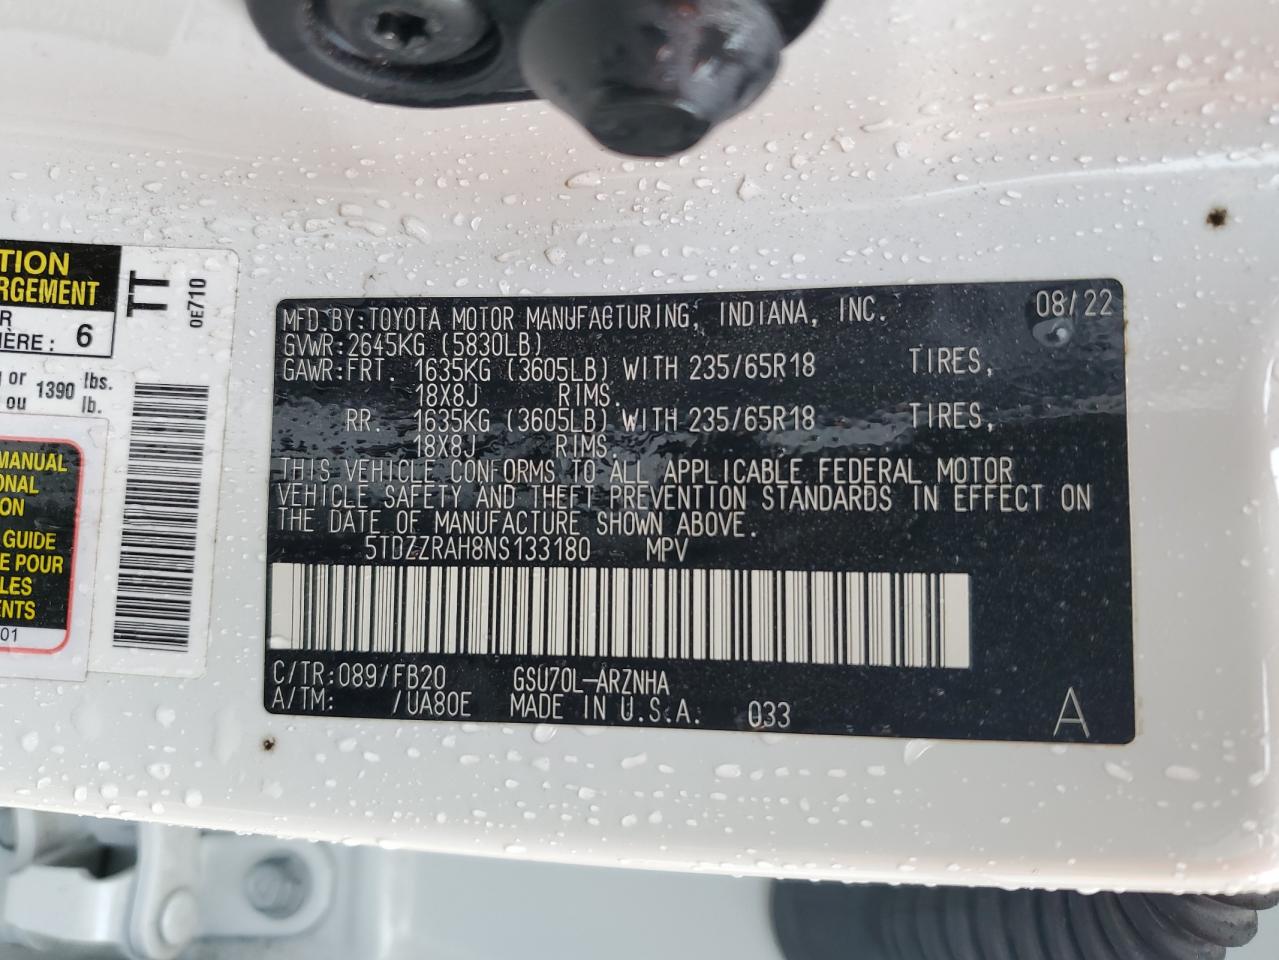 TION
RGEMENT
R
IÈRE: 6
or 1390 lbs.
ou lb.
TT
0E710
MANUAL
ONAL
ION
GUIDE
E POUR
LES
ENTS
01
MFD.BY:TOYOTA MOTOR MANUFACTURING, INDIANA, INC. 08/22
GVWR:2645KG (5830LB)
GAWR:FRT. 1635KG (3605LB) WITH 235/65R18 TIRES,
18X8J RIMS.
RR. 1635KG (3605LB) WITH 235/65R18 TIRES,
18X8J RIMS.
THIS VEHICLE CONFORMS TO ALL APPLICABLE FEDERAL MOTOR
VEHICLE SAFETY AND THEFT PREVENTION STANDARDS IN EFFECT ON
THE DATE OF MANUFACTURE SHOWN ABOVE.
5TDZZRAH8NS133180 MPV
C/TR:089/FB20 GSU70L-ARZNHA
A/TM: /UA80E MADE IN U.S.A. 033 A